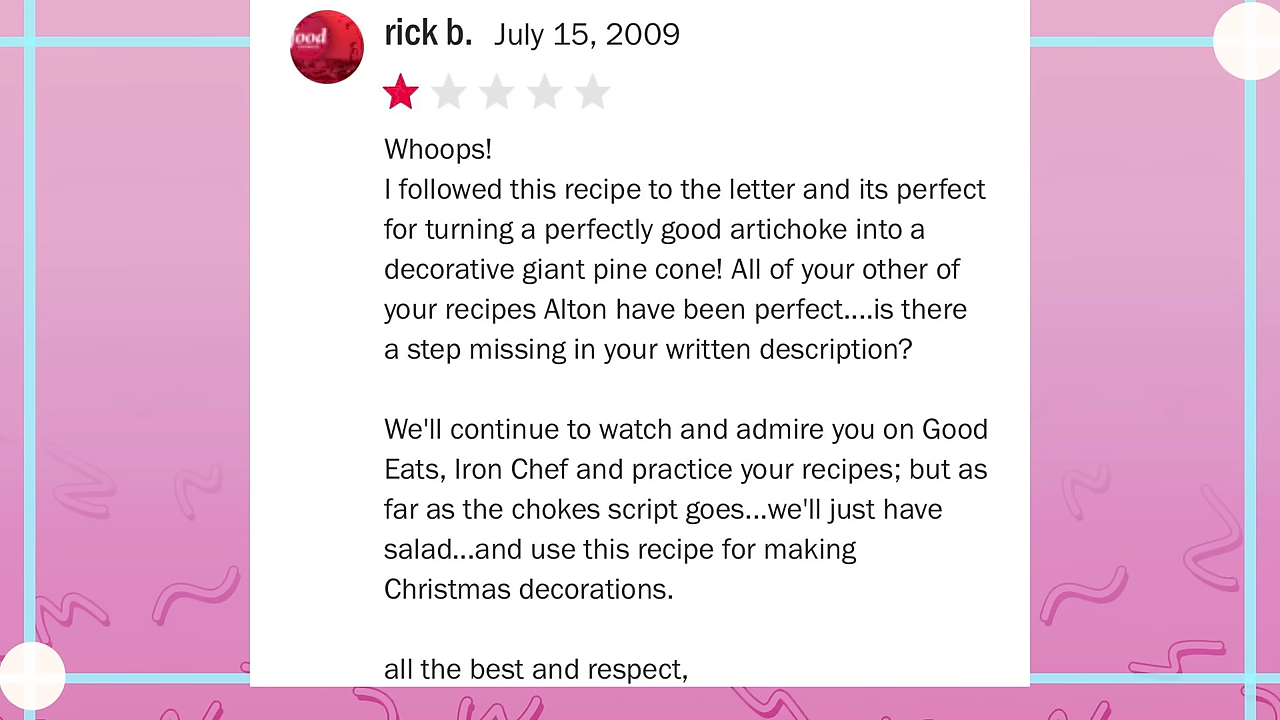 food
rick b. July 15, 2009
Whoops!
I followed this recipe to the letter and its perfect
for turning a perfectly good artichoke into a
decorative giant pine cone! All of your other of
your recipes Alton have been perfect....is there
a step missing in your written description?
We'll continue to watch and admire you on Good
Eats, Iron Chef and practice your recipes; but as
far as the chokes script goes...we'll just have
salad...and use this recipe for making
Christmas decorations.
all the best and respect,